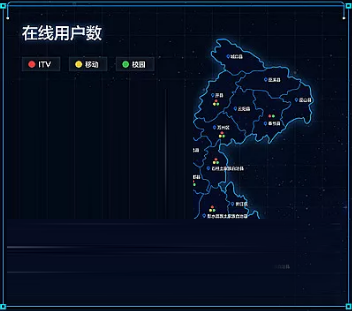 在线用户数
ITV 移动 校园
城口县
巫溪县
开县
巫山县
云阳县
奉节县
万州区
石柱土家族自治县
黔江区
彭水苗族土家族自治县